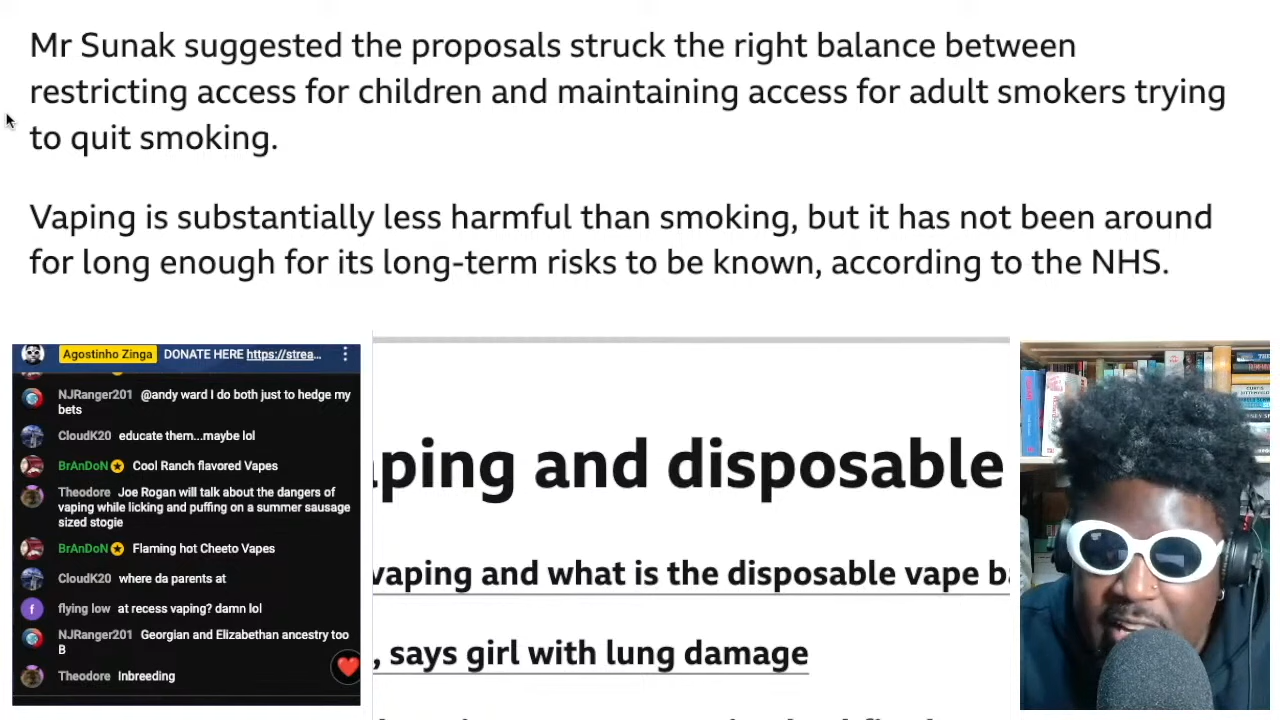 Mr Sunak suggested the proposals struck the right balance between
restricting access for children and maintaining access for adult smokers trying
to quit smoking.
Vaping is substantially less harmful than smoking, but it has not been around
for long enough for its long-term risks to be known, according to the NHS.
Agostinho Zinga DONATE HERE https://strea...
NJRanger201 @andy ward I do both just to hedge my
bets
CloudK20 educate them...maybe lol
BrAnDoN Cool Ranch flavored Vapes
Theodore Joe Rogan will talk about the dangers of
vaping while licking and puffing on a summer sausage
sized stogie
BrAnDoN Flaming hot Cheeto Vapes
CloudK20 where da parents at
f flying low at recess vaping? damn lol
NJRanger201 Georgian and Elizabethan ancestry too
B
Theodore Inbreeding
aping and disposable
vaping and what is the disposable vape b
, says girl with lung damage